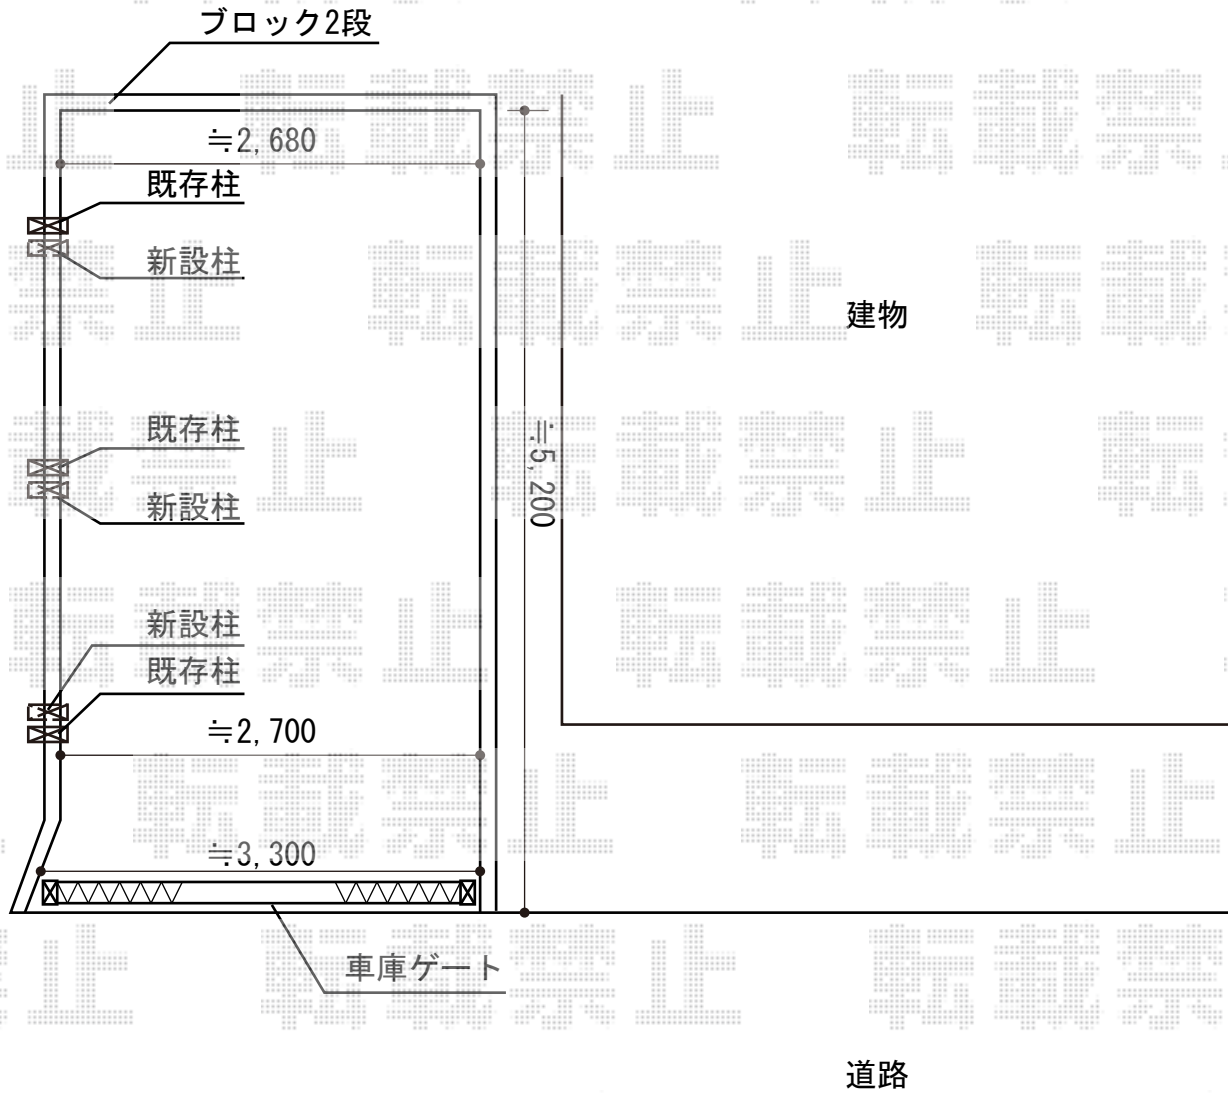 ブロック2段
≒2,680
既存柱
新設柱
建物
既存柱
≒5,200
新設柱
新設柱
既存柱
≒2,700
≒3,300
車庫ゲート
道路
転載禁止